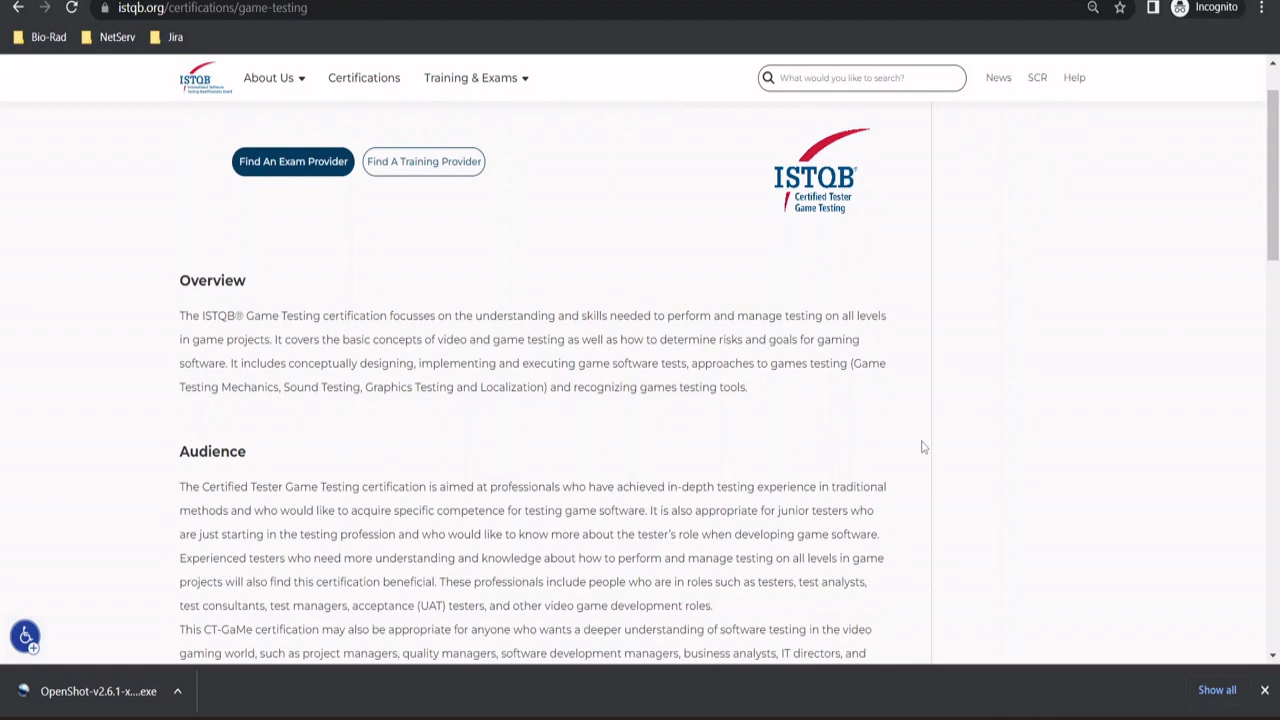 istqb.org/certifications/game-testing
Incognito
Bio-Rad NetServ Jira
ISTQB
International Software
Testing Qualifications Board
About Us Certifications Training & Exams What would you like to search? News SCR Help
Find An Exam Provider Find A Training Provider
ISTQB®
Certified Tester
Game Testing
Overview
The ISTQB® Game Testing certification focusses on the understanding and skills needed to perform and manage testing on all levels
in game projects. It covers the basic concepts of video and game testing as well as how to determine risks and goals for gaming
software. It includes conceptually designing, implementing and executing game software tests, approaches to games testing (Game
Testing Mechanics, Sound Testing, Graphics Testing and Localization) and recognizing games testing tools.
Audience
The Certified Tester Game Testing certification is aimed at professionals who have achieved in-depth testing experience in traditional
methods and who would like to acquire specific competence for testing game software. It is also appropriate for junior testers who
are just starting in the testing profession and who would like to know more about the tester's role when developing game software.
Experienced testers who need more understanding and knowledge about how to perform and manage testing on all levels in game
projects will also find this certification beneficial. These professionals include people who are in roles such as testers, test analysts,
test consultants, test managers, acceptance (UAT) testers, and other video game development roles.
This CT-GaMe certification may also be appropriate for anyone who wants a deeper understanding of software testing in the video
gaming world, such as project managers, quality managers, software development managers, business analysts, IT directors, and
OpenShot-v2.6.1-x....exe
Show all